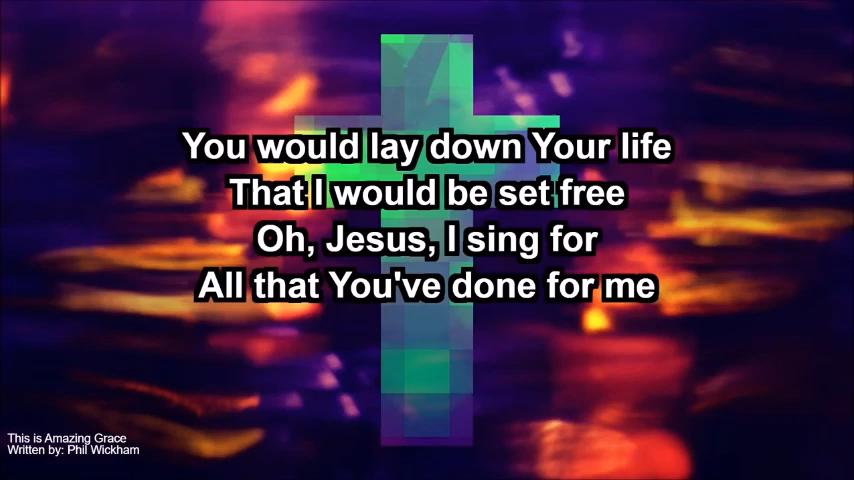 You would lay down Your life
That I would be set free
Oh, Jesus, I sing for
All that You've done for me
This is Amazing Grace
Written by: Phil Wickham